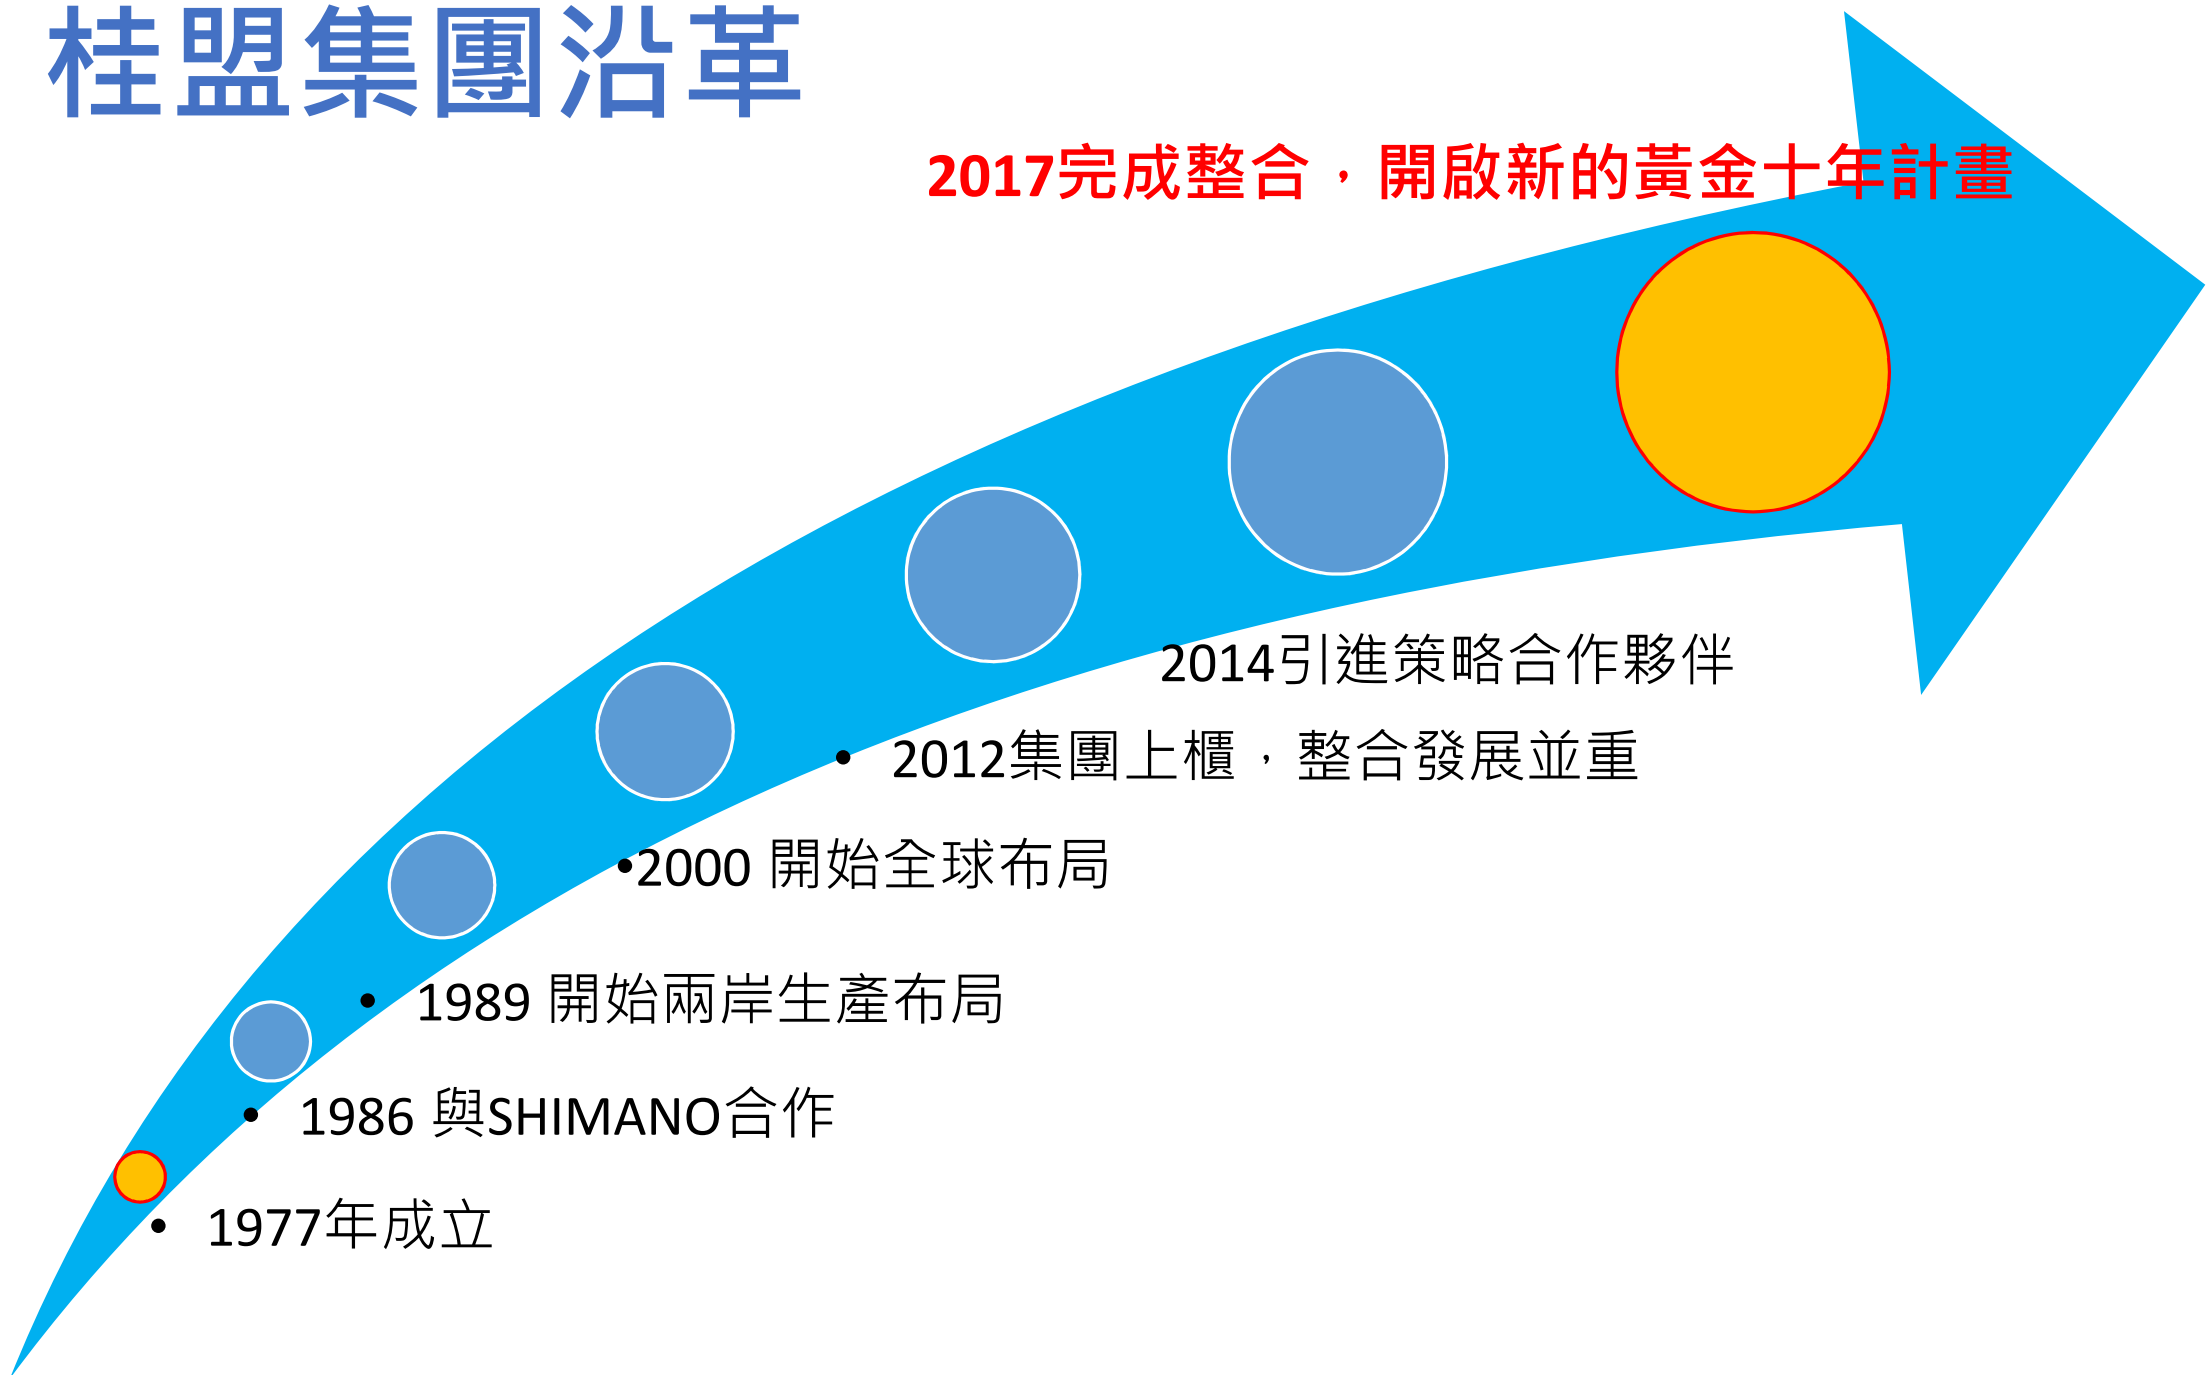 桂盟集團沿革
2017完成整合，開啟新的黃金十年計畫
2014引進策略合作夥伴
• 2012集團上櫃，整合發展並重
•2000 開始全球布局
• 1989 開始兩岸生產布局
• 1986 與SHIMANO合作
• 1977年成立